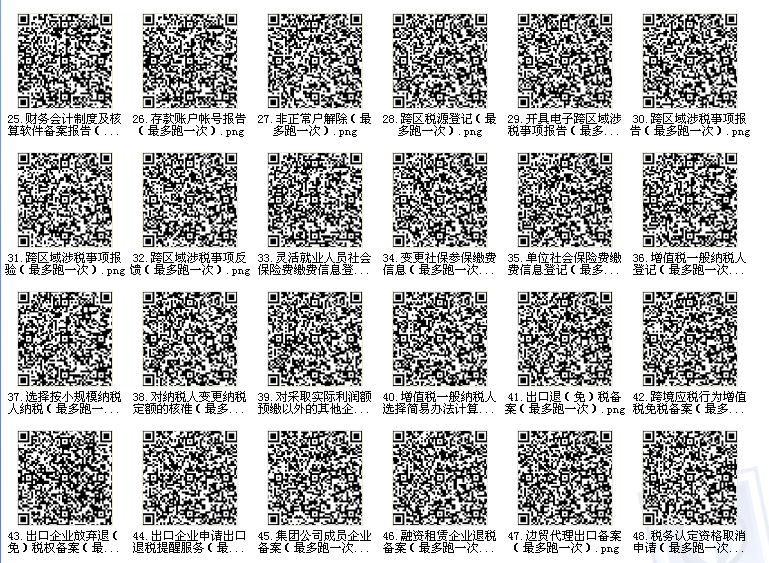 25.财务会计制度及核
算软件备案报告(...
26.存款账户帐号报告
(最多跑一次).png
27.非正常户解除(最
多跑一次).png
28.跨区税源登记(最
多跑一次).png
29.开具电子跨区域涉
税事项报告(最多...
30.跨区域涉税事项报
告(最多跑一次).png
31.跨区域涉税事项报
验(最多跑一次).png
32.跨区域涉税事项反
馈(最多跑一次).png
33.灵活就业人员社会
保险费缴费信息登...
34.变更社保参保缴费
信息(最多跑一次...
35.单位社会保险费缴
费信息登记(最多...
36.增值税一般纳税人
登记(最多跑一次...
37.选择按小规模纳税
人纳税(最多跑一...
38.对纳税人变更纳税
定额的核准(最多...
39.对采取实际利润额
预缴以外的其他企...
40.增值税一般纳税人
选择简易办法计算...
41.出口退(免)税备
案(最多跑一次).png
42.跨境应税行为增值
税免税备案(最多...
43.出口企业放弃退(
免)税权备案(最...
44.出口企业申请出口
退税提醒服务(最...
45.集团公司成员企业
备案(最多跑一次...
46.融资租赁企业退税
备案(最多跑一次...
47.边贸代理出口备案
(最多跑一次).png
48.税务认定资格取消
申请(最多跑一次...